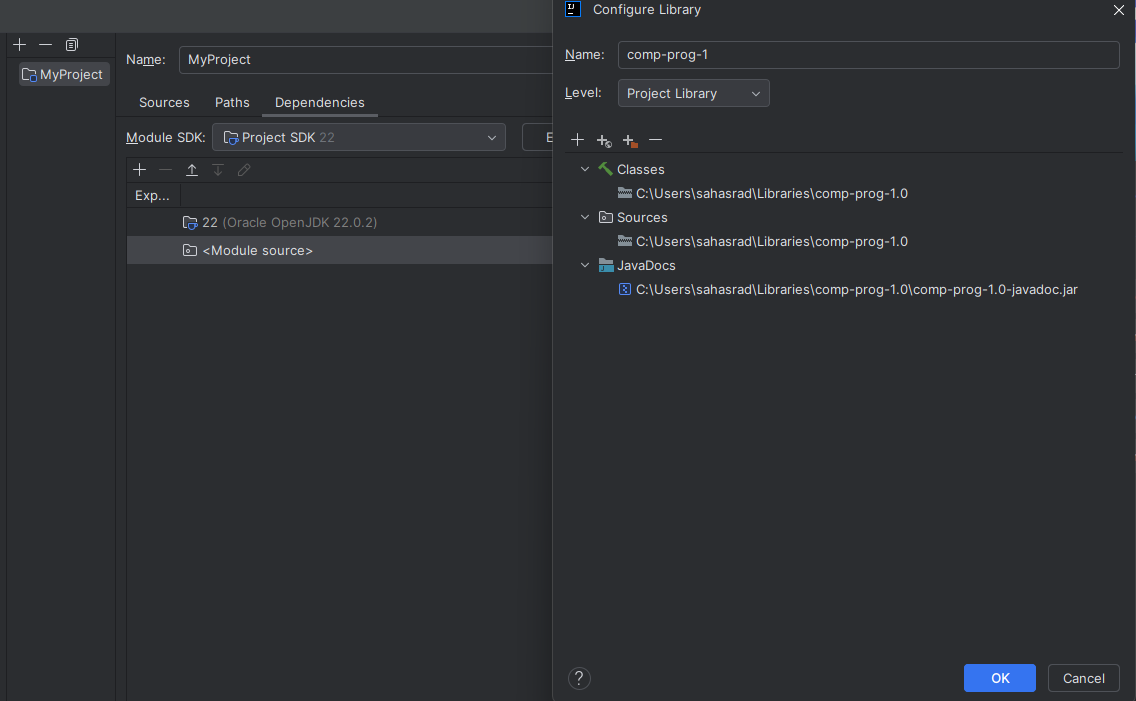 MyProject
Name:
MyProject
Sources
Paths
Dependencies
Module SDK:
Project SDK 22
E
Exp...
22 (Oracle OpenJDK 22.0.2)
<Module source>
Configure Library
Name:
comp-prog-1
Level:
Project Library
Classes
C:\Users\sahasrad\Libraries\comp-prog-1.0
Sources
C:\Users\sahasrad\Libraries\comp-prog-1.0
JavaDocs
C:\Users\sahasrad\Libraries\comp-prog-1.0\comp-prog-1.0-javadoc.jar
?
OK
Cancel